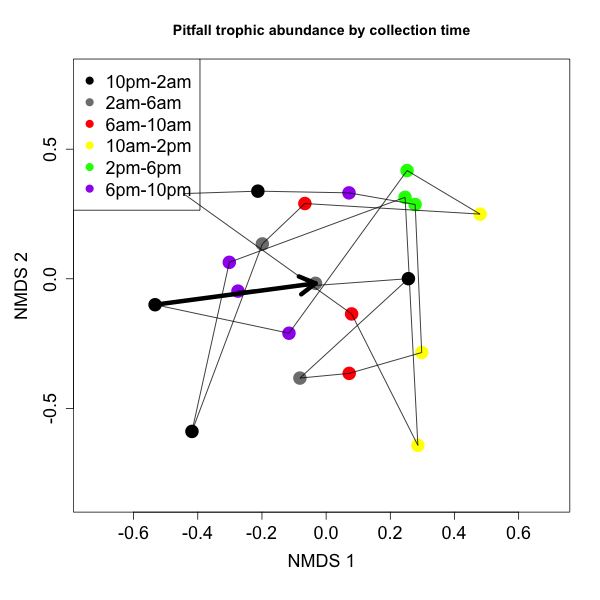 Pitfall trophic abundance by collection time
10pm-2am
2am-6am
6am-10am
10am-2pm
2pm-6pm
6pm-10pm
0.5
0.0
-0.5
NMDS 2
-0.6 -0.4 -0.2 0.0 0.2 0.4 0.6
NMDS 1